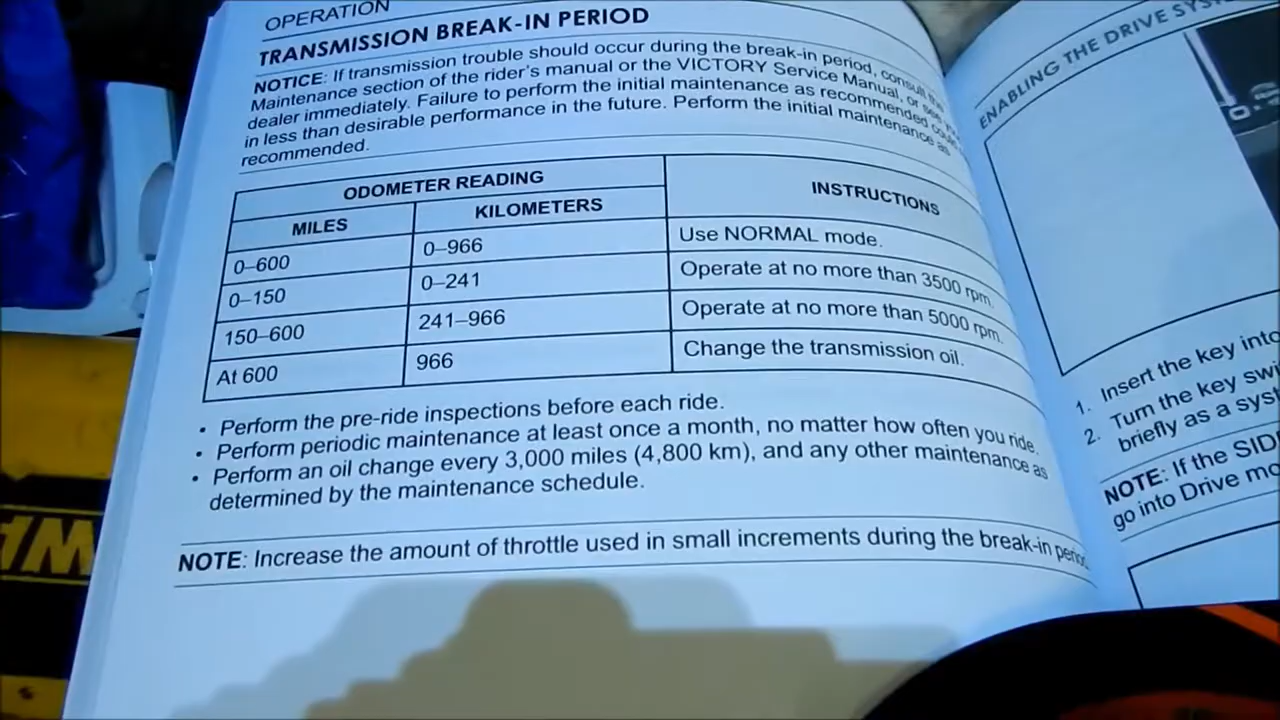 OPERATION
TRANSMISSION BREAK-IN PERIOD
NOTICE: If transmission trouble should occur during the break-in period, consult the
Maintenance section of the rider's manual or the VICTORY Service Manual, or see
dealer immediately. Failure to perform the initial maintenance as recommended could
in less than desirable performance in the future. Perform the initial maintenance as
recommended.
ODOMETER READING
INSTRUCTIONS
MILES KILOMETERS
0–600 0–966 Use NORMAL mode.
0–150 0–241 Operate at no more than 3500 rpm.
150–600 241–966 Operate at no more than 5000 rpm.
At 600 966 Change the transmission oil.
• Perform the pre-ride inspections before each ride.
• Perform periodic maintenance at least once a month, no matter how often you ride.
• Perform an oil change every 3,000 miles (4,800 km), and any other maintenance as
determined by the maintenance schedule.
NOTE: Increase the amount of throttle used in small increments during the break-in period
ENABLING THE DRIVE
1. Insert the key into
2. Turn the key
briefly as a
NOTE: If the
go into Drive